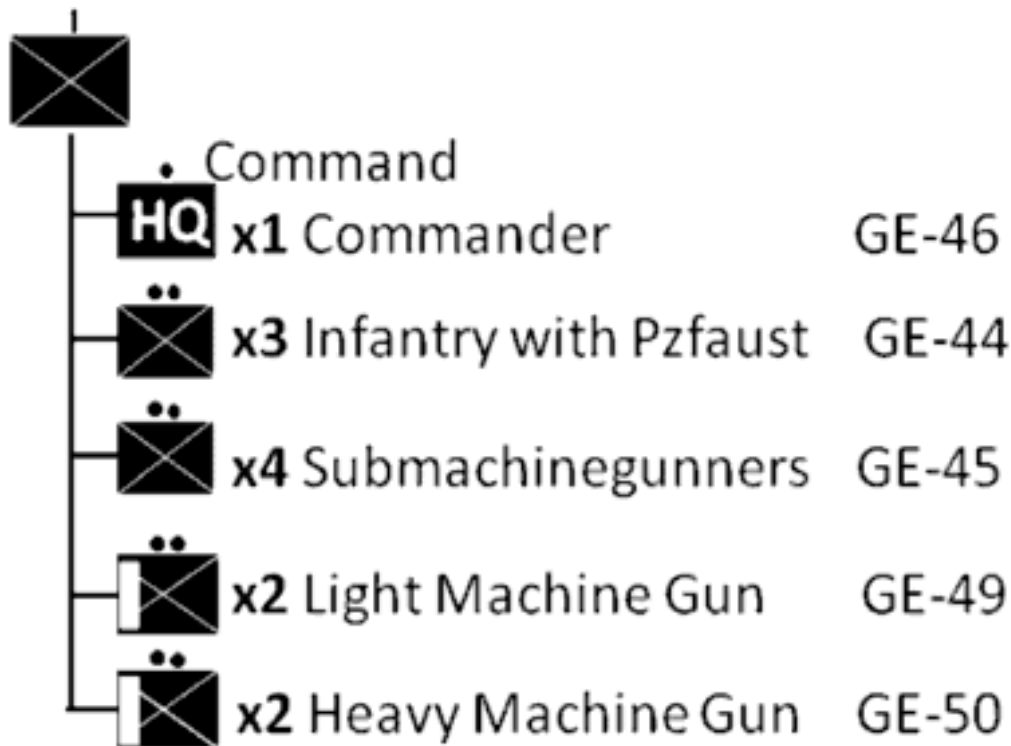 Command
HQ x1 Commander GE-46
x3 Infantry with Pzfaust GE-44
x4 Submachinegunners GE-45
x2 Light Machine Gun GE-49
x2 Heavy Machine Gun GE-50